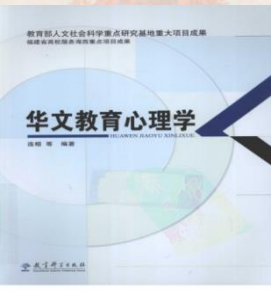 教育部人文社会科学重点研究基地重大项目成果
福建省高校服务海西重点项目成果
华文教育心理学
HUAWEN JIAOYU XINLIXUE
连榕 等 编著
教育科学出版社